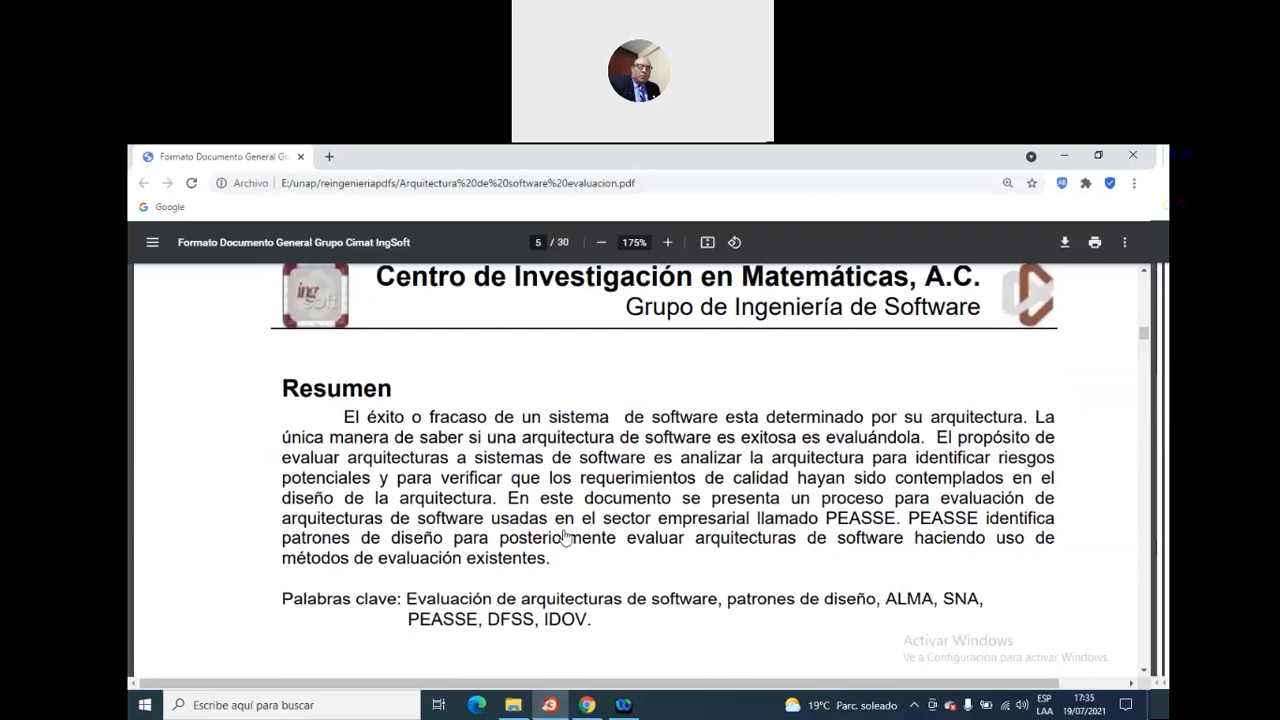 Formato Documento General Gr
Archivo
E:/unap/reingenieriapdfs/Arquitectura%20de%20software%20evaluacion.pdf
Google
Formato Documento General Grupo Cimat IngSoft
5 / 30
175%
ing
soft
Centro de Investigación en Matemáticas, A.C.
Grupo de Ingeniería de Software
Resumen
El éxito o fracaso de un sistema de software esta determinado por su arquitectura. La
única manera de saber si una arquitectura de software es exitosa es evaluándola. El propósito de
evaluar arquitecturas a sistemas de software es analizar la arquitectura para identificar riesgos
potenciales y para verificar que los requerimientos de calidad hayan sido contemplados en el
diseño de la arquitectura. En este documento se presenta un proceso para evaluación de
arquitecturas de software usadas en el sector empresarial llamado PEASSE. PEASSE identifica
patrones de diseño para posteriormente evaluar arquitecturas de software haciendo uso de
métodos de evaluación existentes.
Palabras clave: Evaluación de arquitecturas de software, patrones de diseño, ALMA, SNA,
PEASSE, DFSS, IDOV.
Activar Windows
Ve a Configuración para activar Windows.
Escribe aquí para buscar
19°C Parc. soleado
ESP
LAA
17:35
19/07/2021